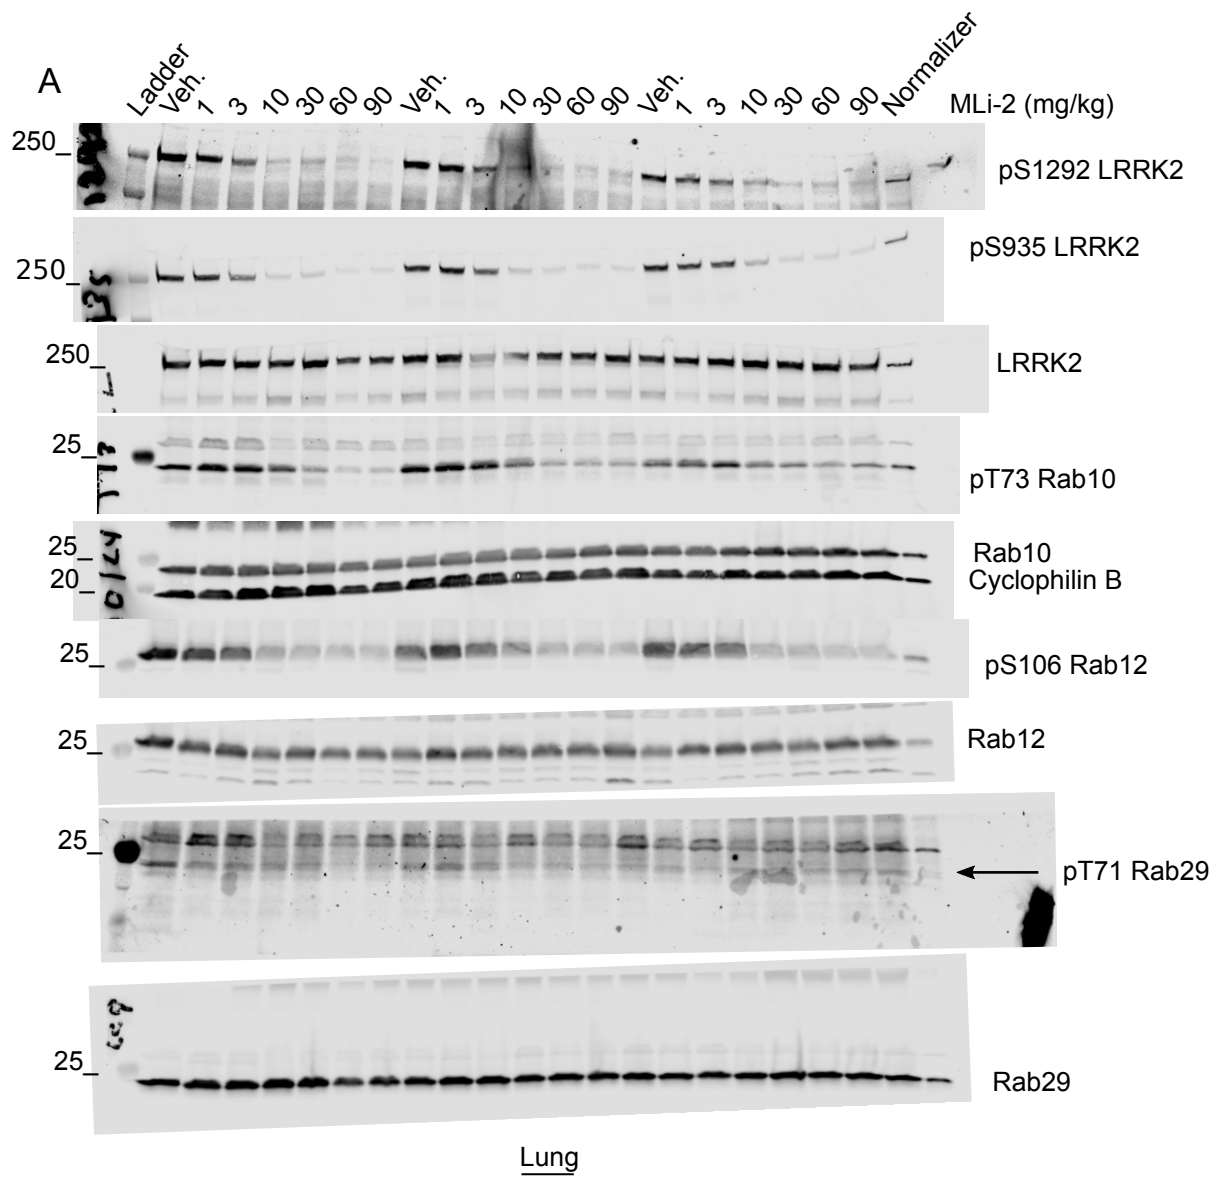 A
Ladder Veh. 1 3 10 30 60 90 Veh. 1 3 10 30 60 90 Veh. 1 3 10 30 60 90 Normalizer MLi-2 (mg/kg)
250 pS1292 LRRK2
250 pS935 LRRK2
250 LRRK2
25 pT73 Rab10
25 Rab10
20 Cyclophilin B
25 pS106 Rab12
25 Rab12
25 pT71 Rab29
25 Rab29
Lung